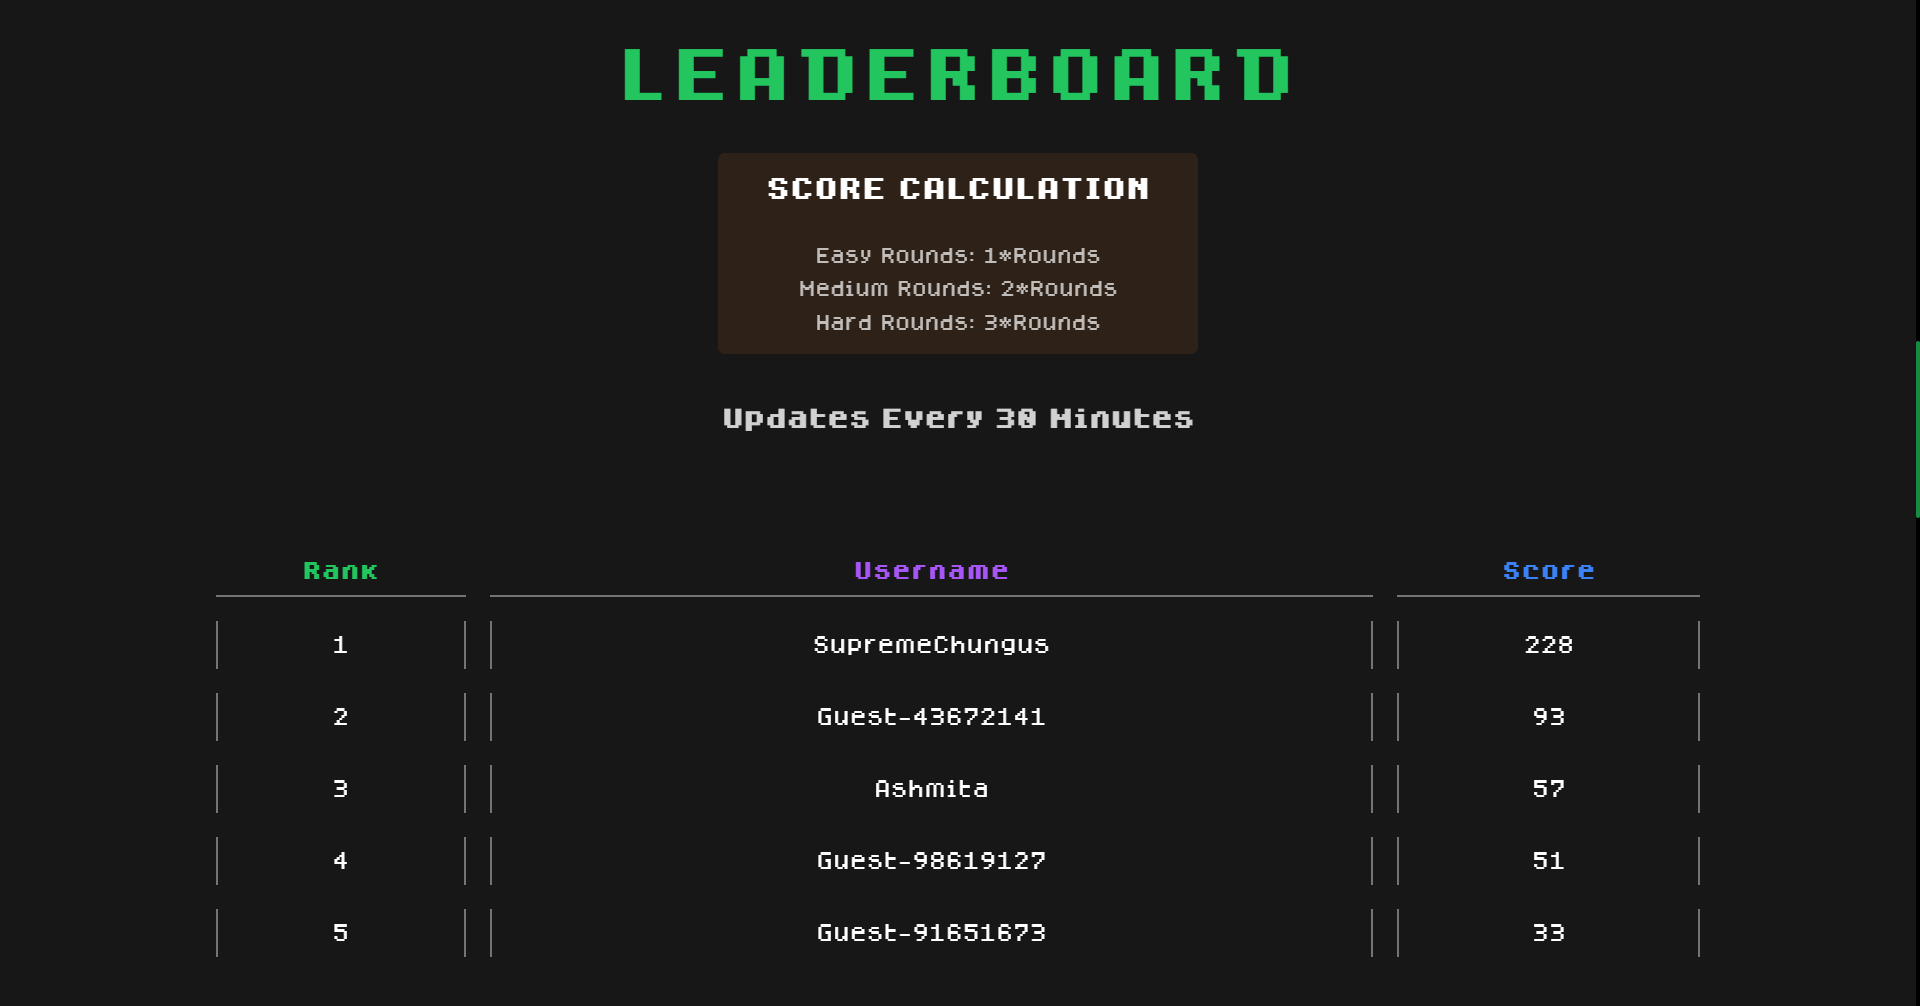 LEADERBOARD
SCORE CALCULATION
Easy Rounds: 1*Rounds
Medium Rounds: 2*Rounds
Hard Rounds: 3*Rounds
Updates Every 30 Minutes
Rank Username Score
1 SupremeChungus 228
2 Guest-43672141 93
3 Ashmita 57
4 Guest-98619127 51
5 Guest-91651673 33